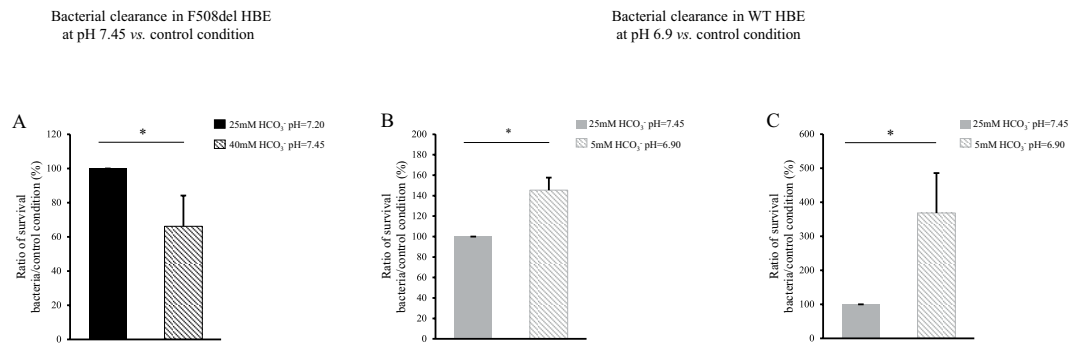 Bacterial clearance in F508del HBE
at pH 7.45 vs. control condition
Bacterial clearance in WT HBE
at pH 6.9 vs. control condition
A
Ratio of survival
bacteria/control condition (%)
120
100
80
60
40
20
0
*
25mM HCO₃⁻ pH=7.20
40mM HCO₃⁻ pH=7.45
B
Ratio of survival
bacteria/control condition (%)
200
180
160
140
120
100
80
60
40
20
0
*
25mM HCO₃⁻ pH=7.45
5mM HCO₃⁻ pH=6.90
C
Ratio of survival
bacteria/control condition (%)
600
500
400
300
200
100
0
*
25mM HCO₃⁻ pH=7.45
5mM HCO₃⁻ pH=6.90